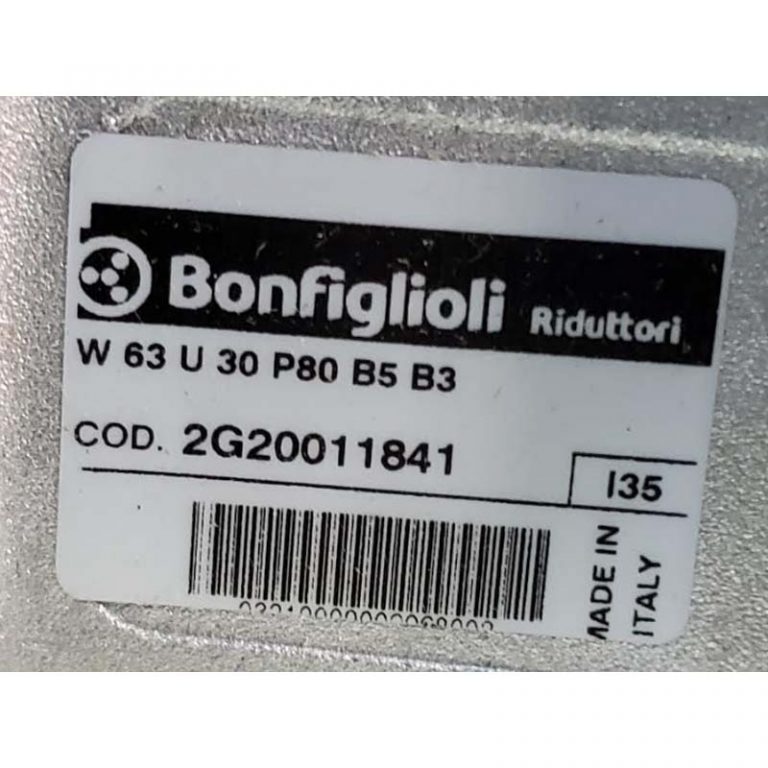 Bonfiglioli Riduttori
W 63 U 30 P80 B5 B3
COD. 2G20011841
I35
MADE IN
ITALY